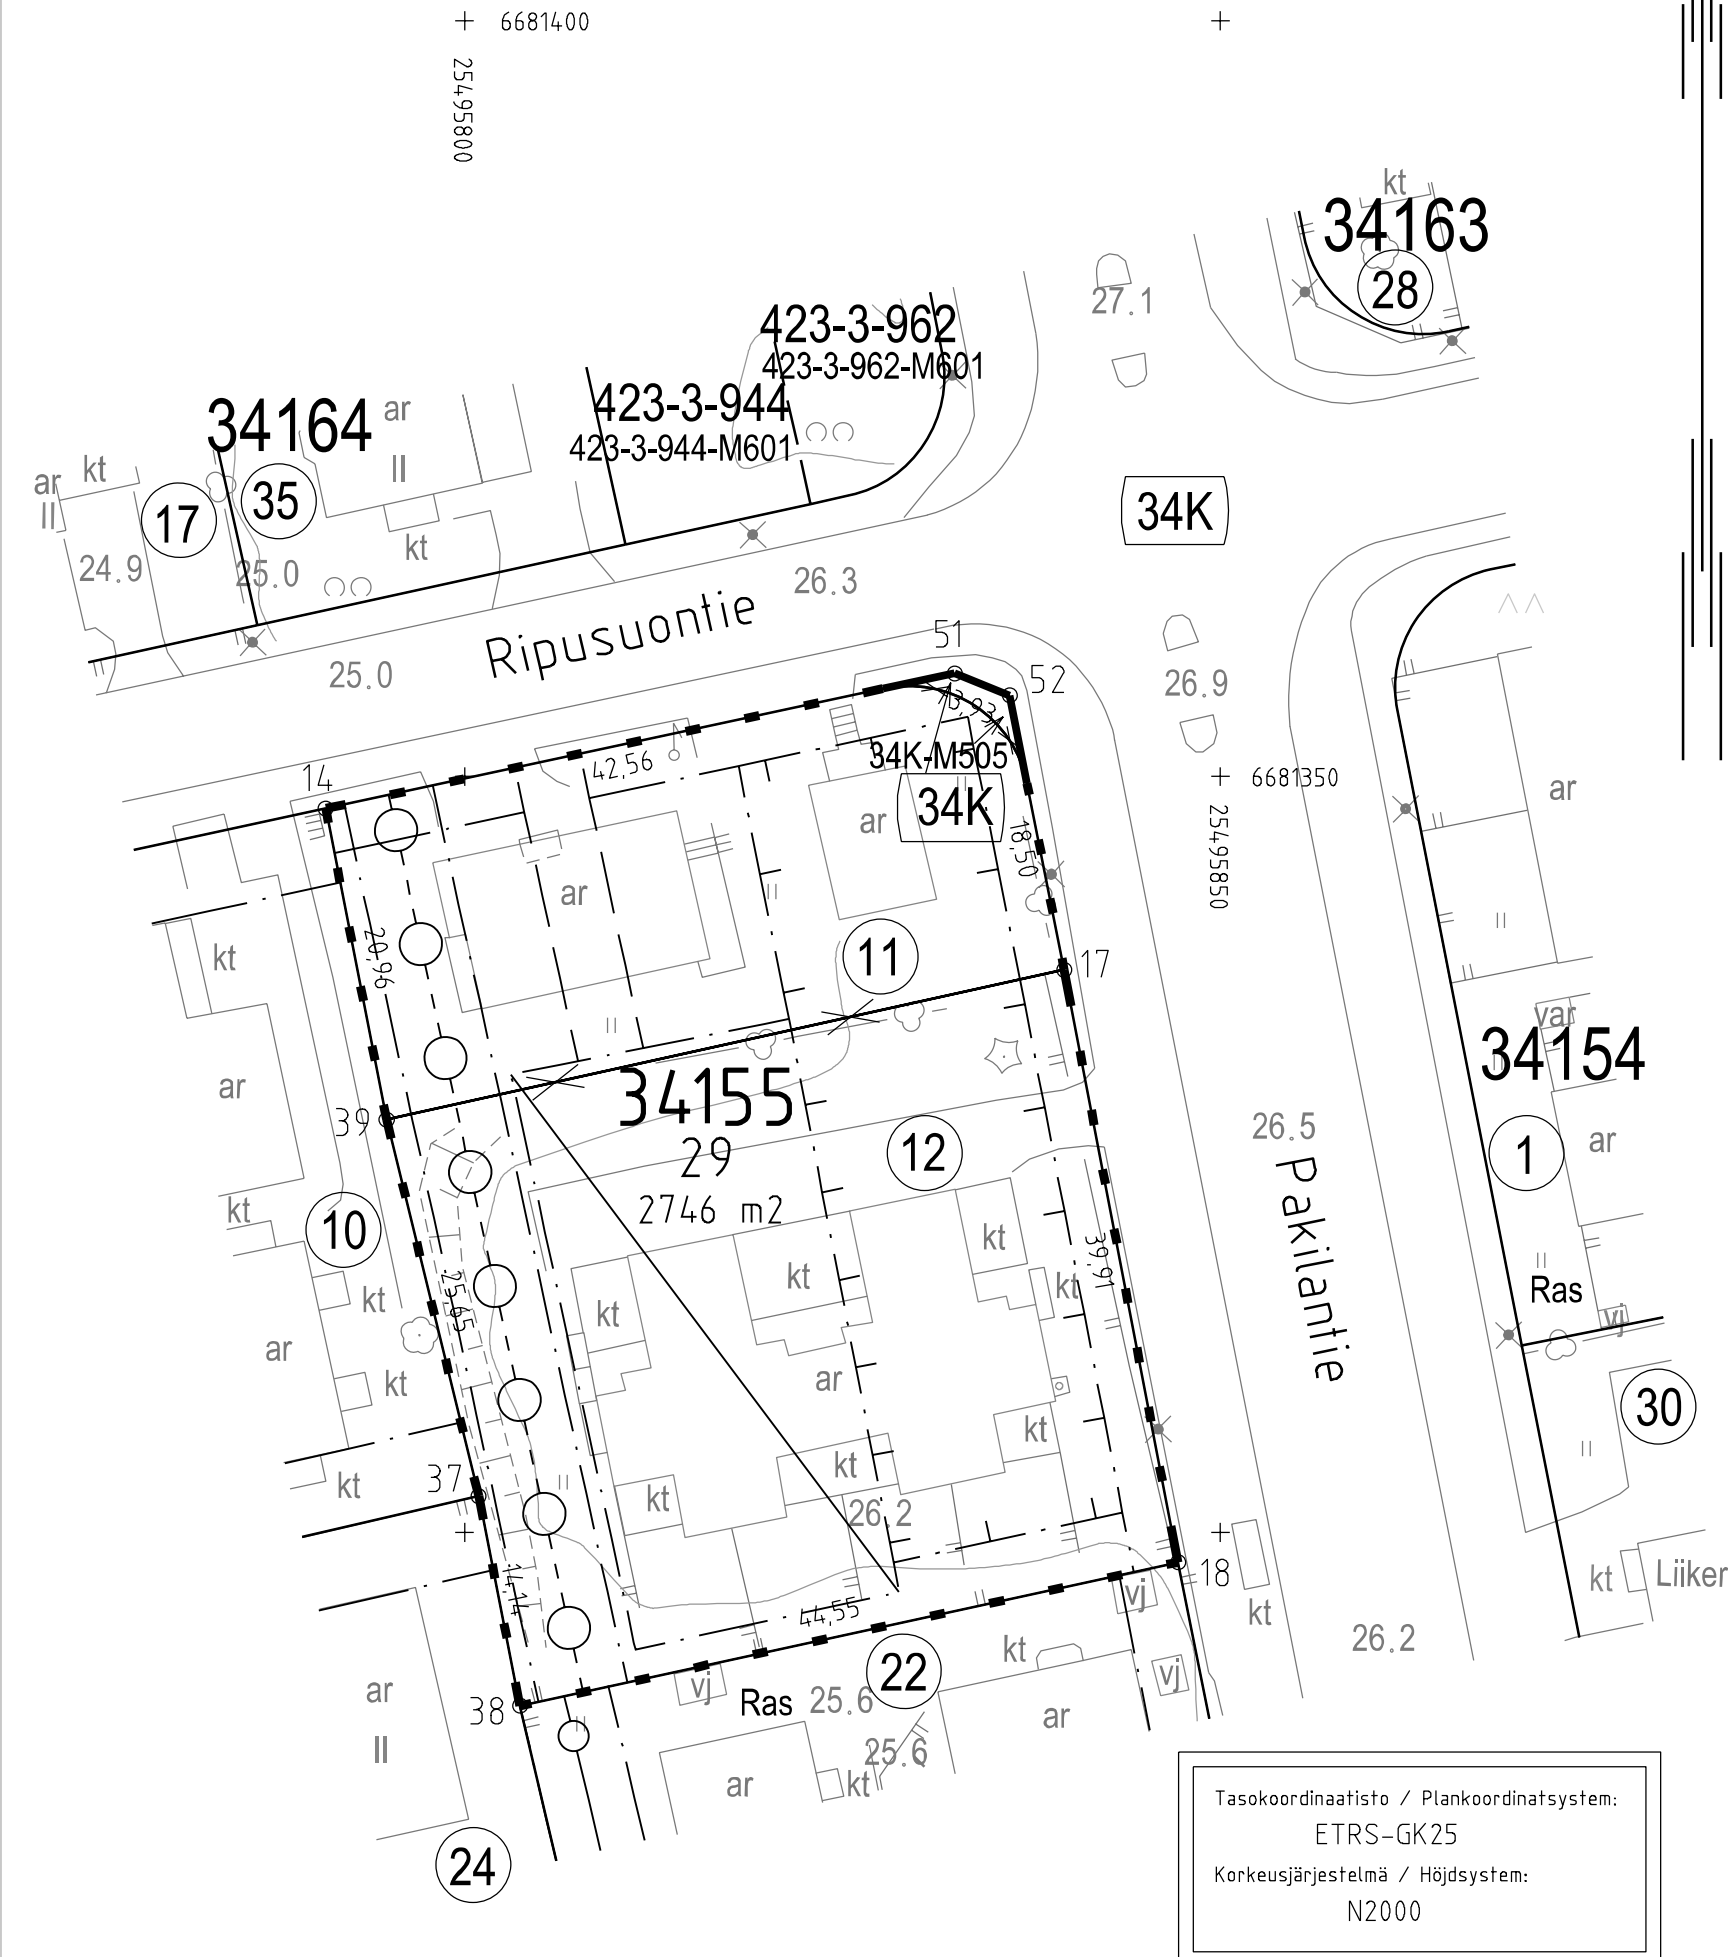 6681400
25495800
kt
34163
28
27.1
423-3-962
423-3-962-M601
423-3-944
423-3-944-M601
34164
ar
II
ar
kt
II
17
35
kt
24.9
25.0
34K
26.3
Ripusuontie
25.0
51
52
26.9
13,93
42,56
34K-M505
34K
14
6681350
25495850
ar
ar
18,50
ar
20,96
kt
11
17
var
34154
34155
29
2746 m2
39
12
26.5
Pakilantie
1
ar
ar
kt
10
kt
kt
kt
kt
kt
39,91
25,65
Ras
vj
ar
kt
ar
30
kt
kt
37
kt
kt
26.2
14,14
18
vj
kt
kt
Liiker
44,55
22
kt
vj
26.2
ar
II
38
vj
Ras
25.6
ar
25.6
ar
kt
24
Tasokoordinaatisto / Plankoordinatsystem:
ETRS-GK25
Korkeusjärjestelmä / Höjdsystem:
N2000